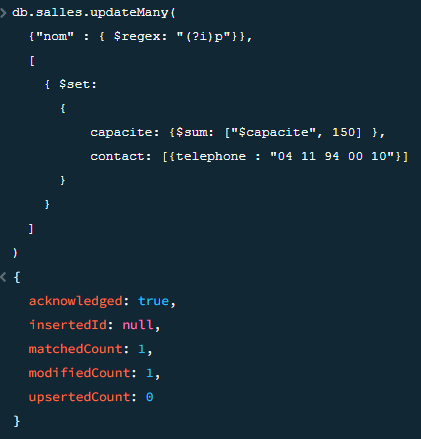 > db.salles.updateMany(
{"nom" : { $regex: "(?i)p"}},
[
{ $set:
{
capacite: {$sum: ["$capacite", 150] },
contact: [{telephone : "04 11 94 00 10"}]
}
}
]
)
< {
acknowledged: true,
insertedId: null,
matchedCount: 1,
modifiedCount: 1,
upsertedCount: 0
}